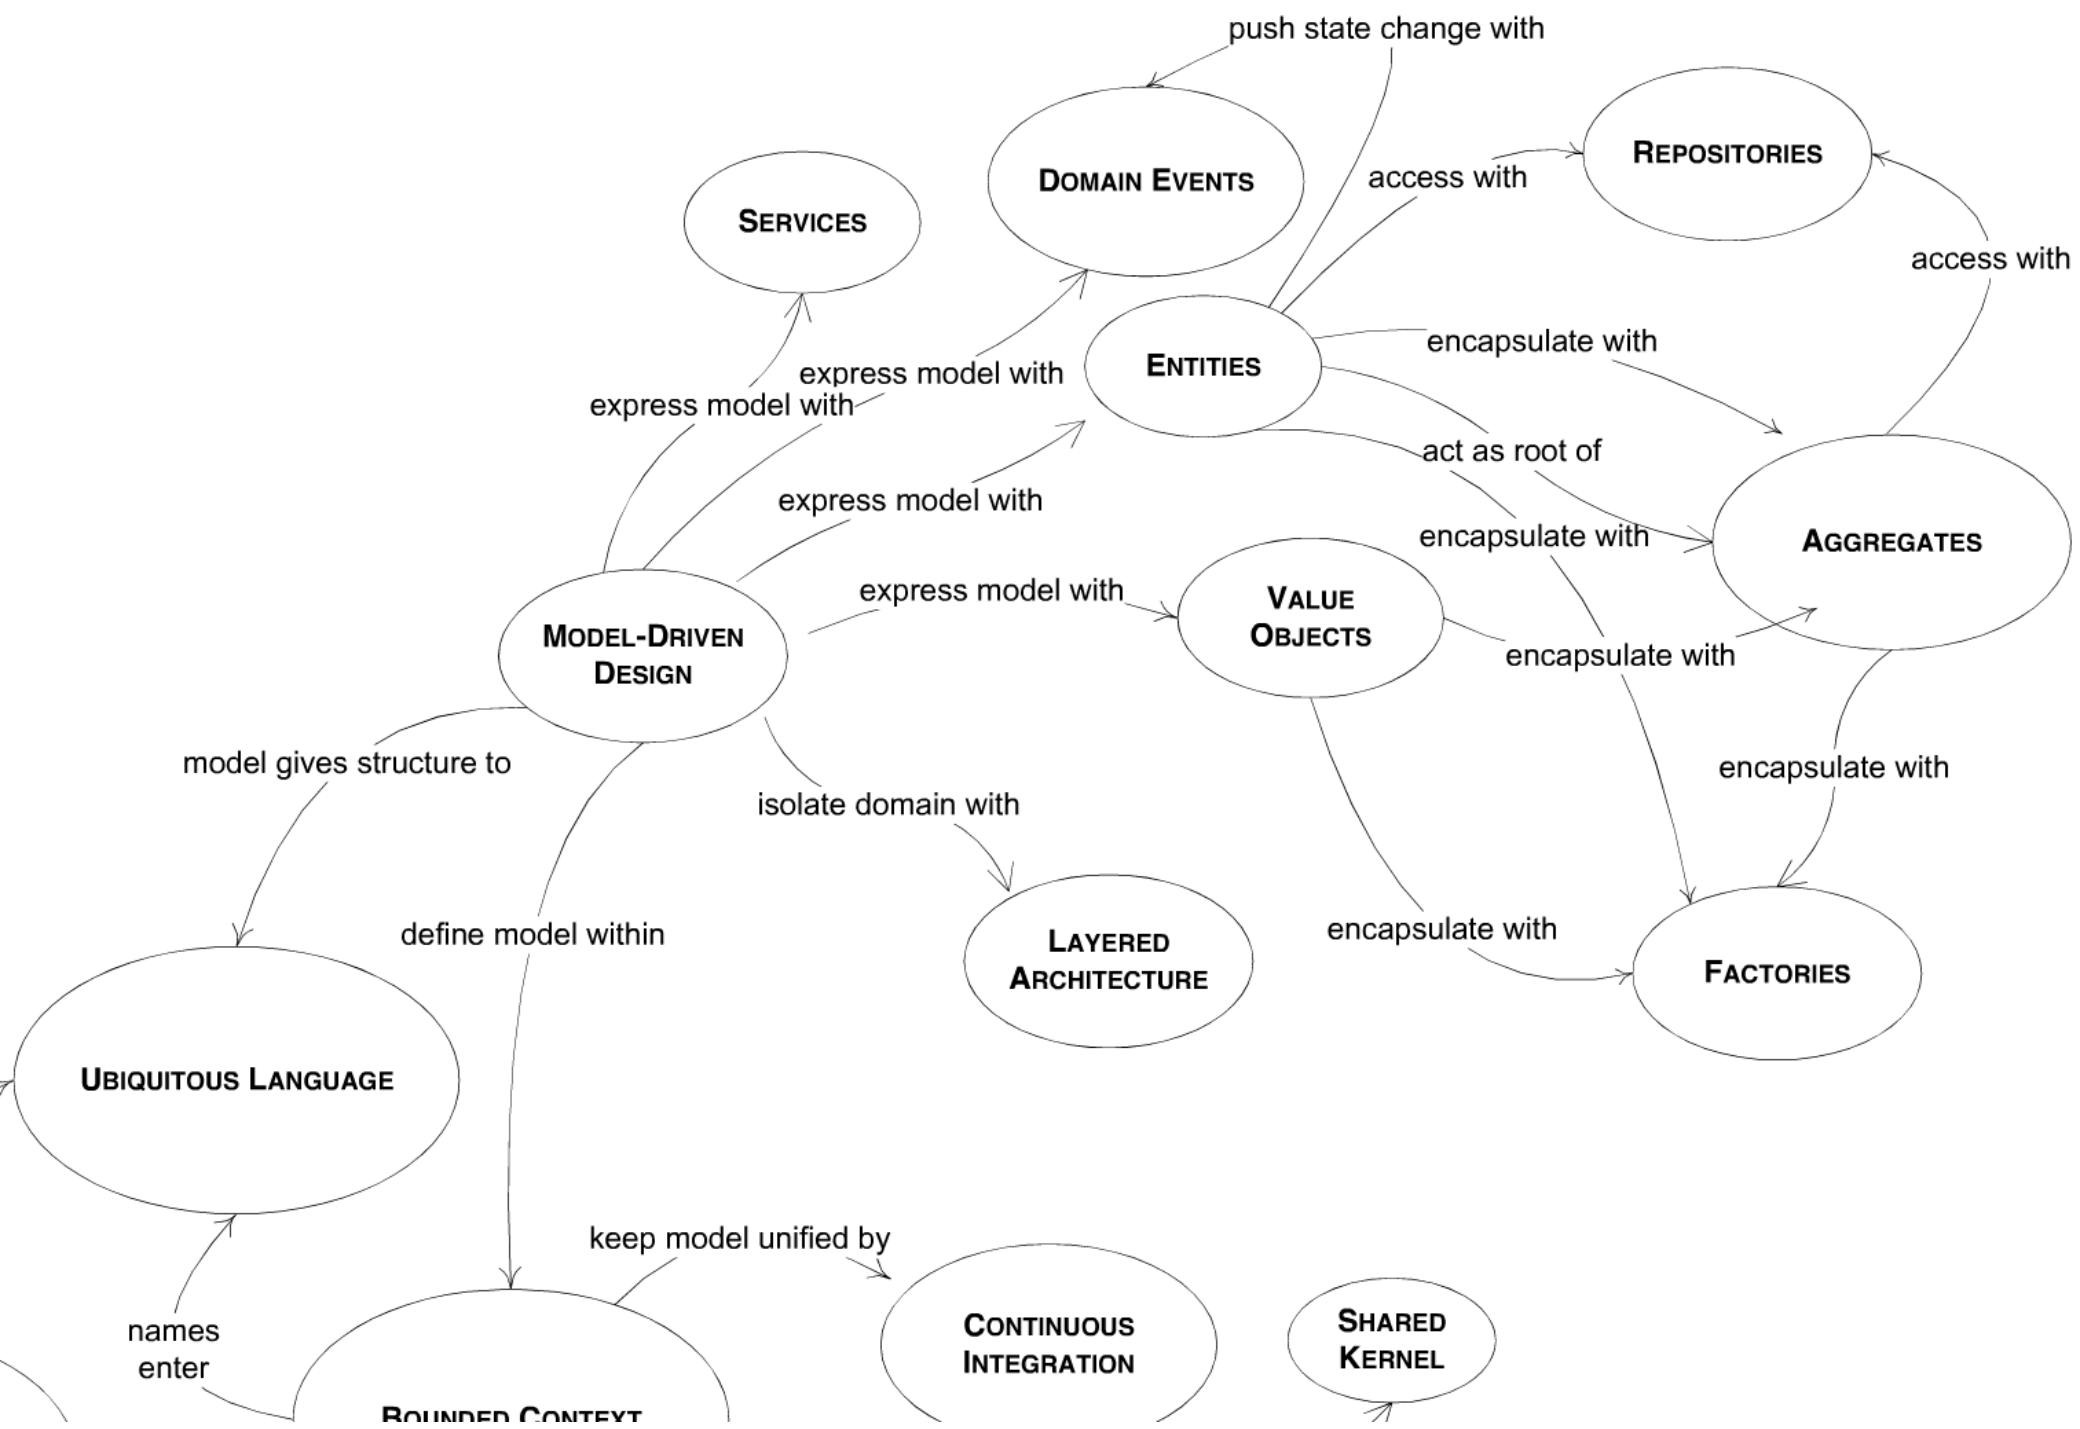 push state change with
DOMAIN EVENTS
access with
REPOSITORIES
SERVICES
access with
ENTITIES
encapsulate with
express model with
express model with
act as root of
express model with
encapsulate with
AGGREGATES
express model with
VALUE
OBJECTS
MODEL-DRIVEN
DESIGN
encapsulate with
model gives structure to
isolate domain with
encapsulate with
define model within
LAYERED
ARCHITECTURE
encapsulate with
FACTORIES
UBIQUITOUS LANGUAGE
keep model unified by
names
enter
CONTINUOUS
INTEGRATION
SHARED
KERNEL
BOUNDED CONTEXT